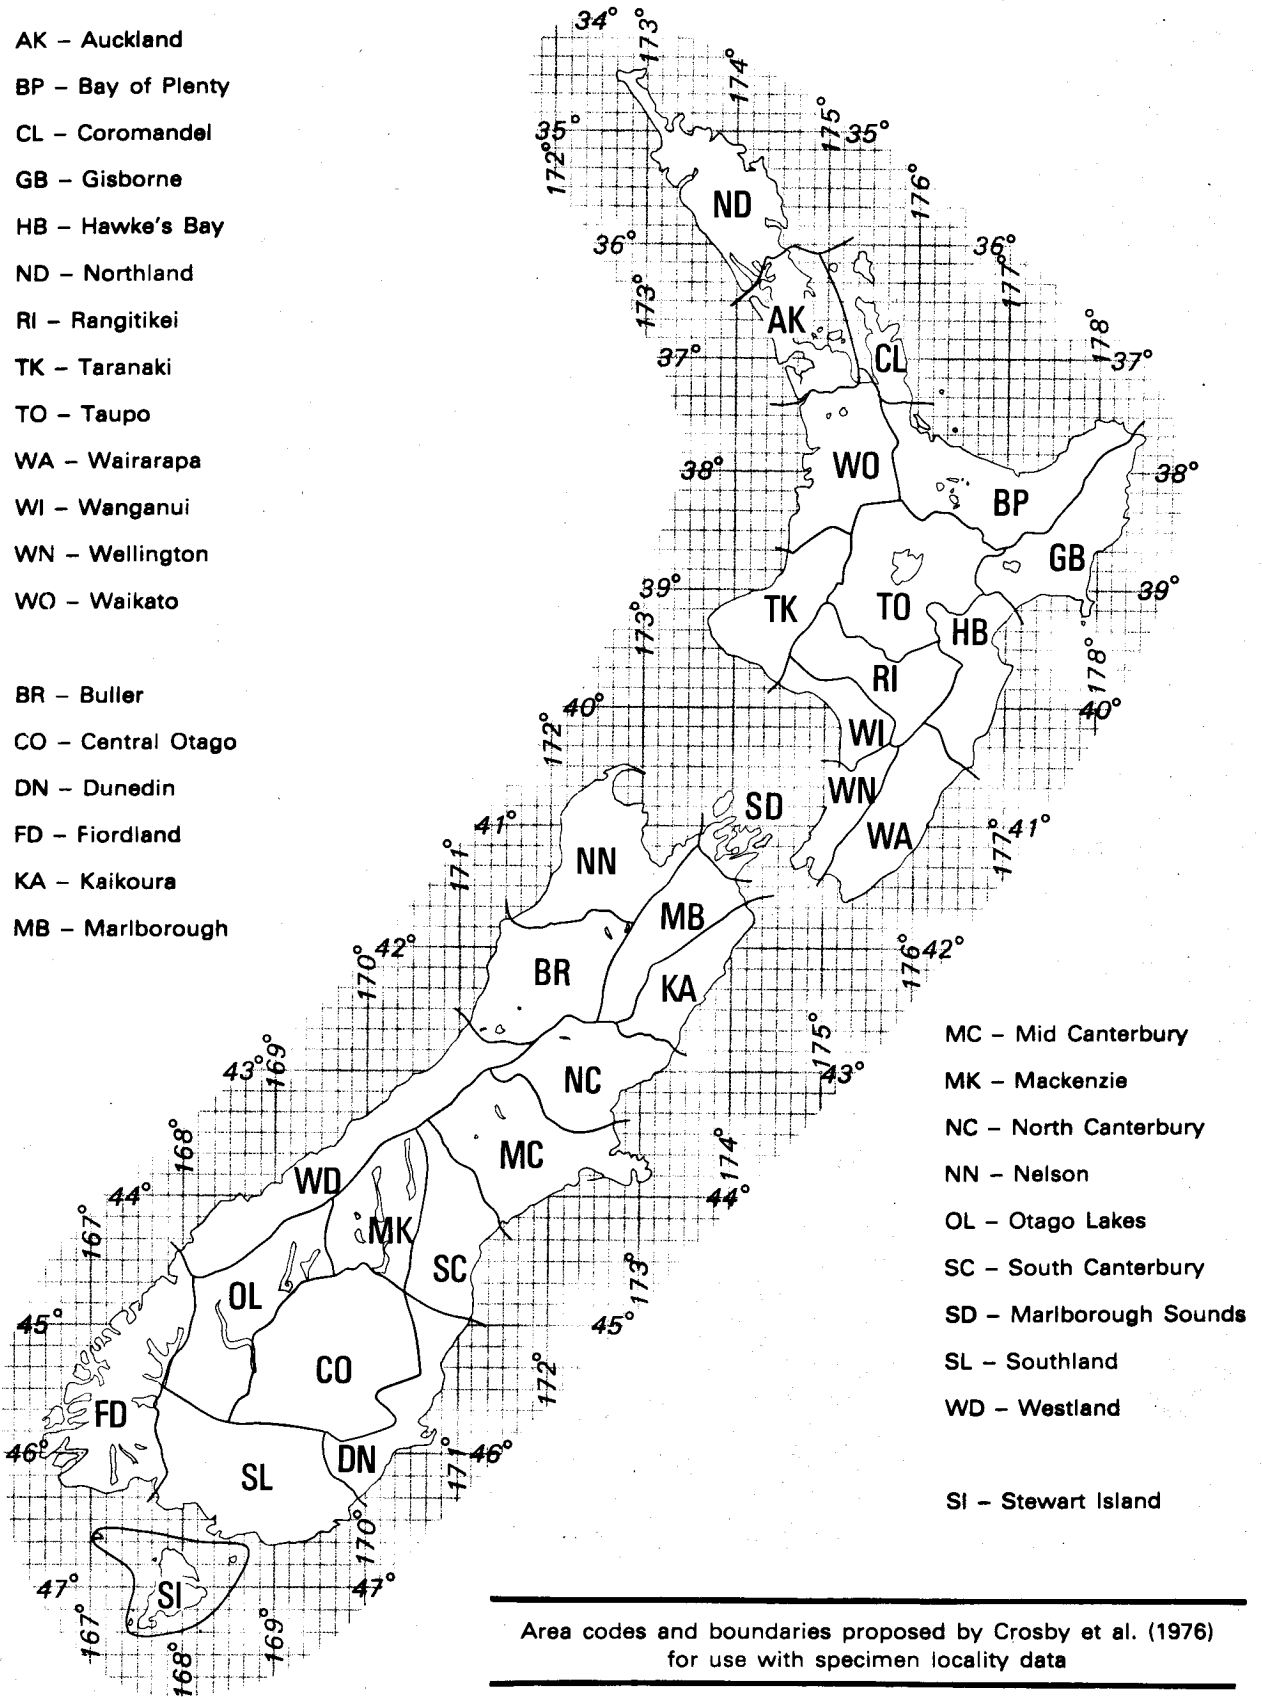 AK – Auckland
BP – Bay of Plenty
CL – Coromandel
GB – Gisborne
HB – Hawke's Bay
ND – Northland
RI – Rangitikei
TK – Taranaki
TO – Taupo
WA – Wairarapa
WI – Wanganui
WN – Wellington
WO – Waikato
BR – Buller
CO – Central Otago
DN – Dunedin
FD – Fiordland
KA – Kaikoura
MB – Marlborough
34°
173°
174°
35°
172°
175°
35°
176°
ND
36°
36°
177°
173°
AK
178°
37°
CL
37°
38°
WO
38°
BP
GB
39°
39°
TK
TO
173°
HB
178°
RI
40°
40°
172°
WI
WN
SD
41°
WA
177°
41°
171°
NN
MB
42°
170°
BR
KA
176°
42°
175°
43°
169°
NC
43°
168°
MC
174°
WD
44°
44°
167°
MK
SC
173°
OL
45°
45°
CO
172°
FD
46°
DN
171°
46°
SL
170°
47°
SI
47°
167°
169°
168°
MC – Mid Canterbury
MK – Mackenzie
NC – North Canterbury
NN – Nelson
OL – Otago Lakes
SC – South Canterbury
SD – Marlborough Sounds
SL – Southland
WD – Westland
SI – Stewart Island
Area codes and boundaries proposed by Crosby et al. (1976)
for use with specimen locality data